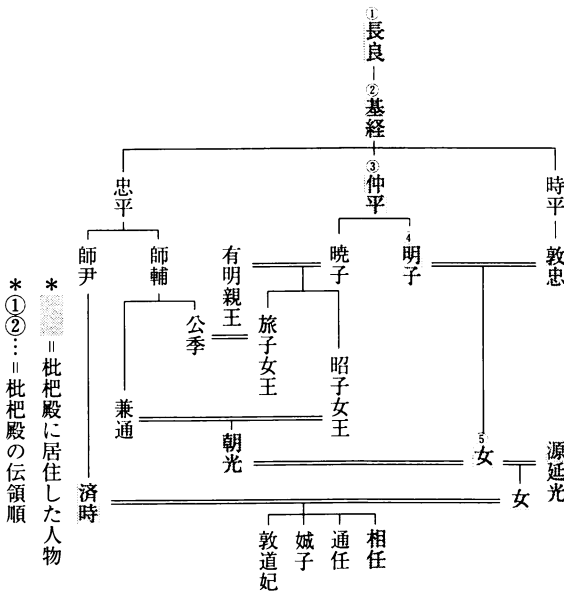 ①長良
②基経
③仲平
時平
敦忠
忠平
4明子
暁子
有明親王
師輔
師尹
昭子女王
旅子女王
公季
兼通
源延光
5女
朝光
女
済時
相任
通任
娍子
敦道妃
*　=枇杷殿に居住した人物
*①②…=枇杷殿の伝領順